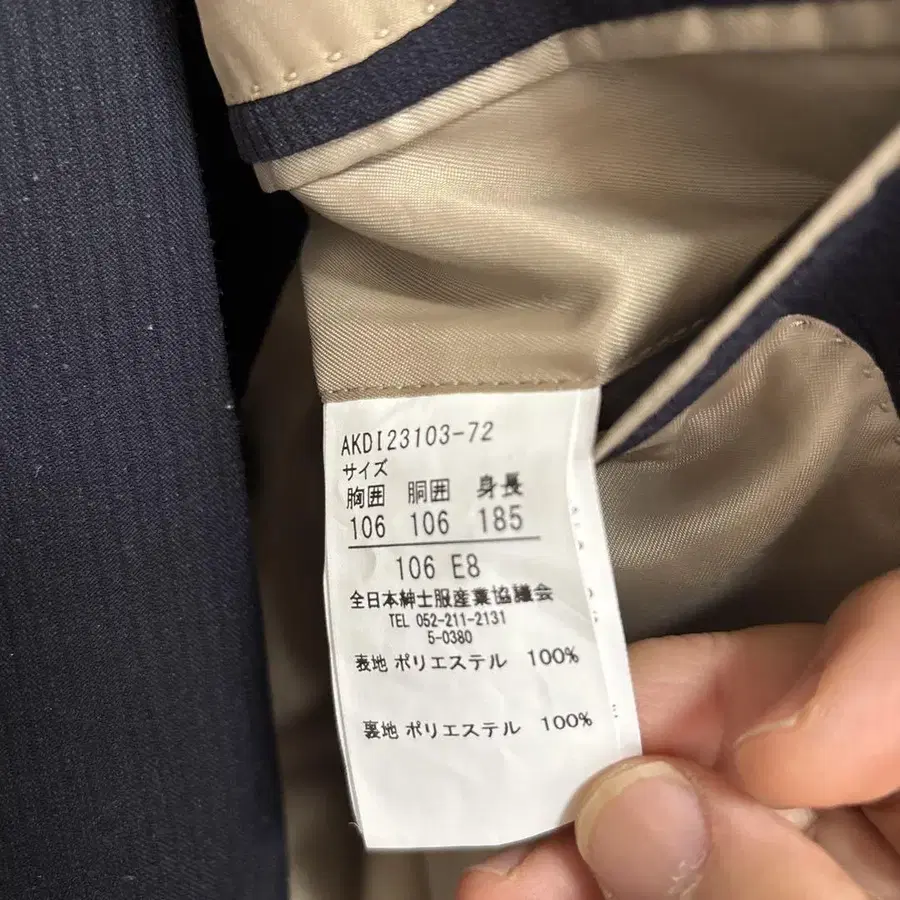 AKDI23103-72
サイズ
胸囲 胴囲 身長
106 106 185
106 E8
全日本紳士服産業協議会
TEL 052-211-2131
5-0380
表地 ポリエステル 100%
裏地 ポリエステル 100%